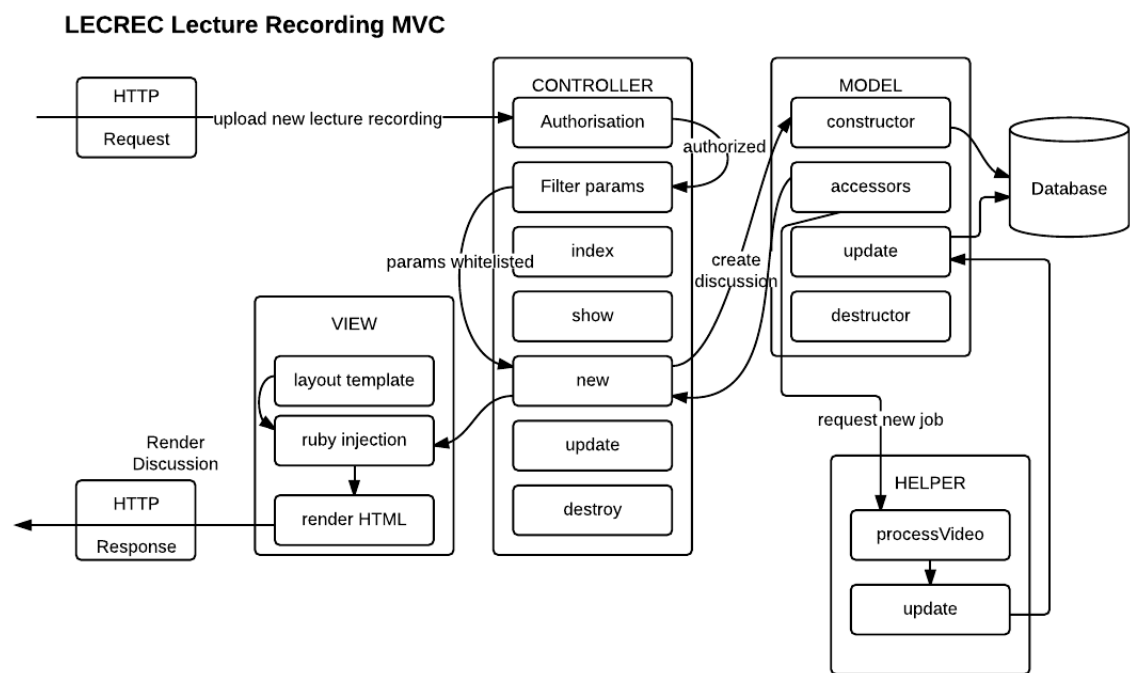 LECREC Lecture Recording MVC
HTTP
Request
upload new lecture recording
CONTROLLER
Authorisation
authorized
Filter params
params whitelisted
index
show
new
update
destroy
create
discussion
MODEL
constructor
accessors
update
destructor
Database
VIEW
layout template
ruby injection
render HTML
Render
Discussion
HTTP
Response
request new job
HELPER
processVideo
update